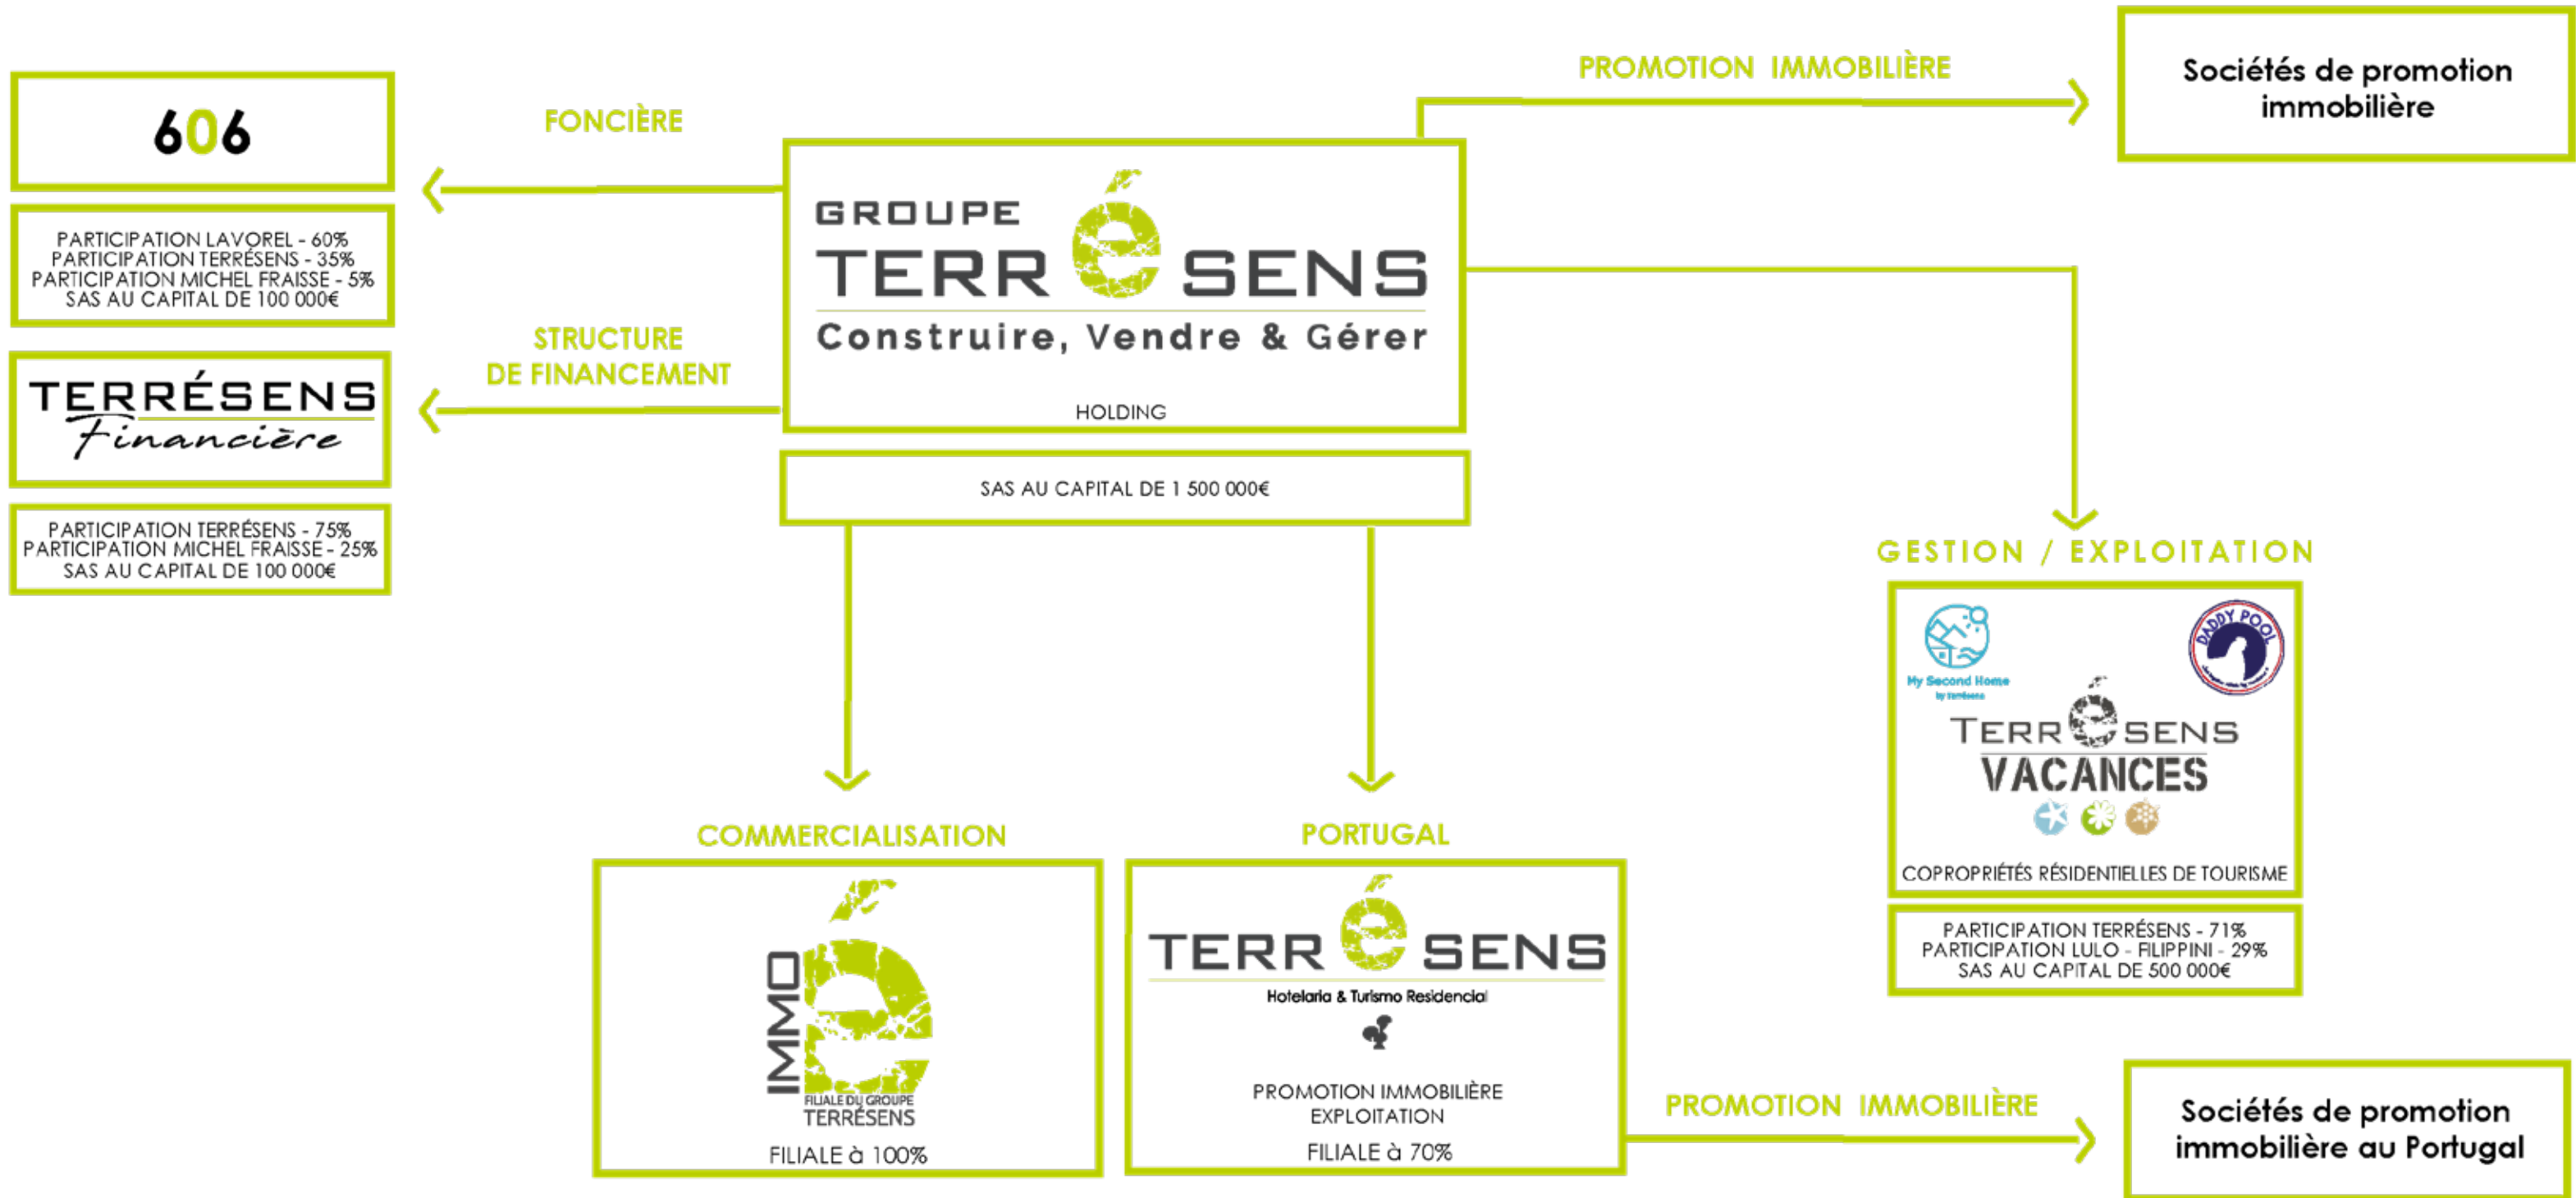 606
PARTICIPATION LAVOREL - 60%
PARTICIPATION TERRÉSENS - 35%
PARTICIPATION MICHEL FRAISSE - 5%
SAS AU CAPITAL DE 100 000€
TERRÉSENS
Financière
PARTICIPATION TERRÉSENS - 75%
PARTICIPATION MICHEL FRAISSE - 25%
SAS AU CAPITAL DE 100 000€
FONCIÈRE
STRUCTURE
DE FINANCEMENT
GROUPE
TERRéSENS
Construire, Vendre & Gérer
HOLDING
SAS AU CAPITAL DE 1 500 000€
PROMOTION IMMOBILIÈRE
Sociétés de promotion
immobilière
GESTION / EXPLOITATION
My Second Home
by terrésens
DADDY POOL
TERRéSENS
VACANCES
COPROPRIÉTÉS RÉSIDENTIELLES DE TOURISME
PARTICIPATION TERRÉSENS - 71%
PARTICIPATION LULO - FILIPPINI - 29%
SAS AU CAPITAL DE 500 000€
COMMERCIALISATION
IMMO é
FILIALE DU GROUPE
TERRÉSENS
FILIALE à 100%
PORTUGAL
TERRéSENS
Hotelaria & Turismo Residencial
PROMOTION IMMOBILIÈRE
EXPLOITATION
FILIALE à 70%
PROMOTION IMMOBILIÈRE
Sociétés de promotion
immobilière au Portugal